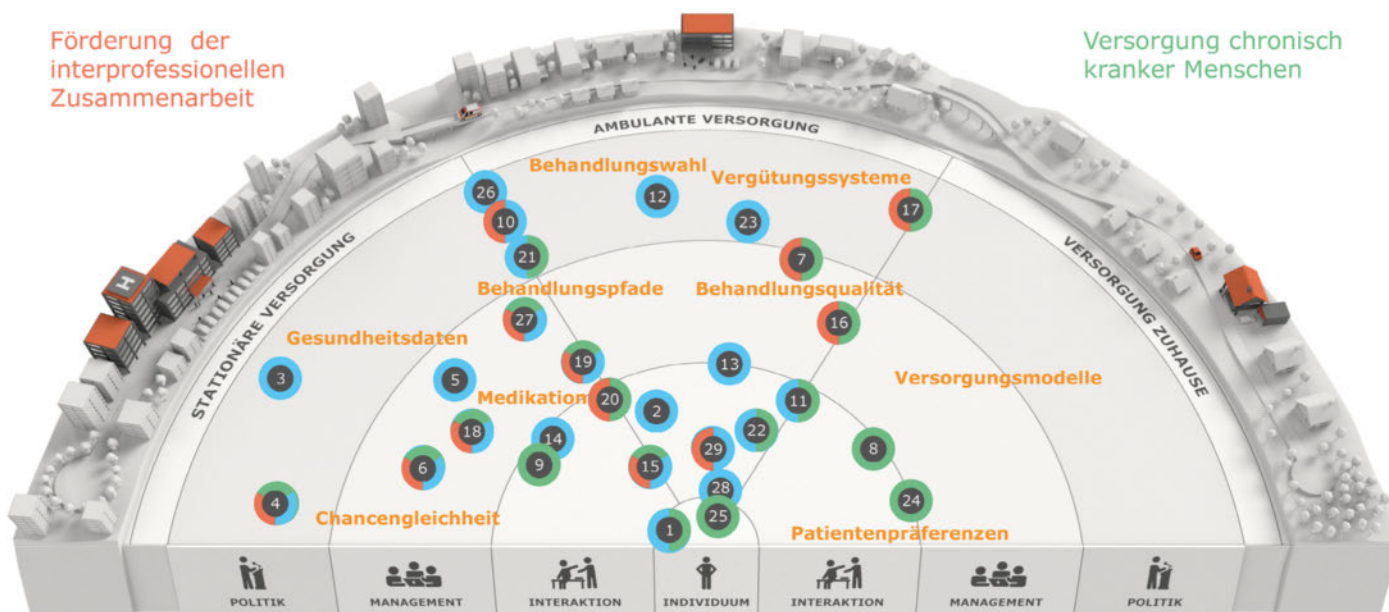 Förderung der
interprofessionellen
Zusammenarbeit
Versorgung chronisch
kranker Menschen
AMBULANTE VERSORGUNG
STATIONÄRE VERSORGUNG
VERSORGUNG ZUHAUSE
H
Behandlungswahl
Vergütungssysteme
26
12
17
10
23
21
7
Behandlungspfade
Behandlungsqualität
27
16
Gesundheitsdaten
19
13
3
5
Versorgungsmodelle
Medikation
20
2
11
18
14
22
29
8
6
9
15
28
24
4
Chancengleichheit
25
1
Patientenpräferenzen
POLITIK
MANAGEMENT
INTERAKTION
INDIVIDUUM
INTERAKTION
MANAGEMENT
POLITIK